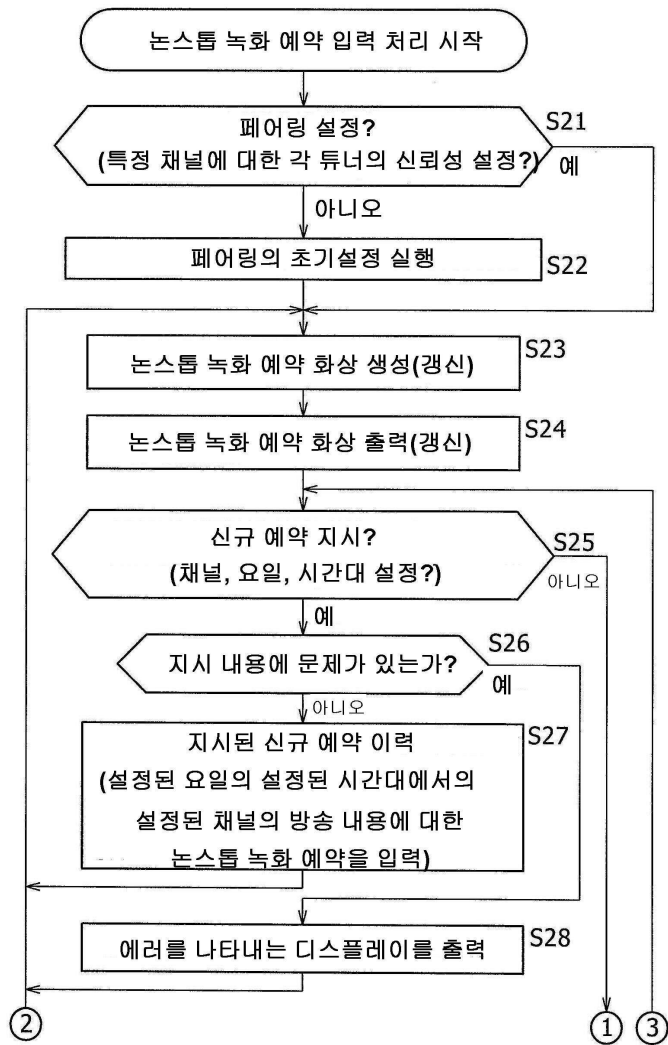 논스톱 녹화 예약 입력 처리 시작
페어링 설정?
(특정 채널에 대한 각 튜너의 신뢰성 설정?)
S21
예
아니오
페어링의 초기설정 실행
S22
논스톱 녹화 예약 화상 생성(갱신)
S23
논스톱 녹화 예약 화상 출력(갱신)
S24
신규 예약 지시?
(채널, 요일, 시간대 설정?)
S25
아니오
예
지시 내용에 문제가 있는가?
S26
예
아니오
지시된 신규 예약 이력
(설정된 요일의 설정된 시간대에서의
설정된 채널의 방송 내용에 대한
논스톱 녹화 예약을 입력)
S27
에러를 나타내는 디스플레이를 출력
S28
2
1
3